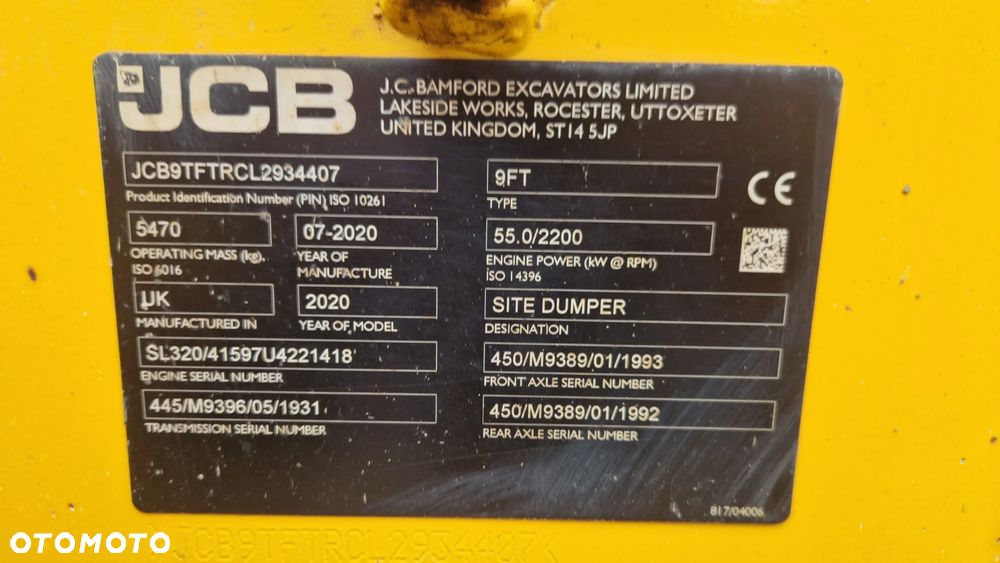 JCB
J.C. BAMFORD EXCAVATORS LIMITED
LAKESIDE WORKS, ROCESTER, UTTOXETER
UNITED KINGDOM, ST14 5JP
JCB9TFTRCL2934407
Product Identification Number (PIN) ISO 10261
9FT
TYPE
CE
5470
OPERATING MASS (kg),
ISO 6016
07-2020
YEAR OF
MANUFACTURE
55.0/2200
ENGINE POWER (kW @ RPM)
ISO 14396
UK
MANUFACTURED IN
2020
YEAR OF MODEL
SITE DUMPER
DESIGNATION
SL320/41597U4221418
ENGINE SERIAL NUMBER
450/M9389/01/1993
FRONT AXLE SERIAL NUMBER
445/M9396/05/1931
TRANSMISSION SERIAL NUMBER
450/M9389/01/1992
REAR AXLE SERIAL NUMBER
817/04006
JCB9TFTRCL2934407
OTOMOTO